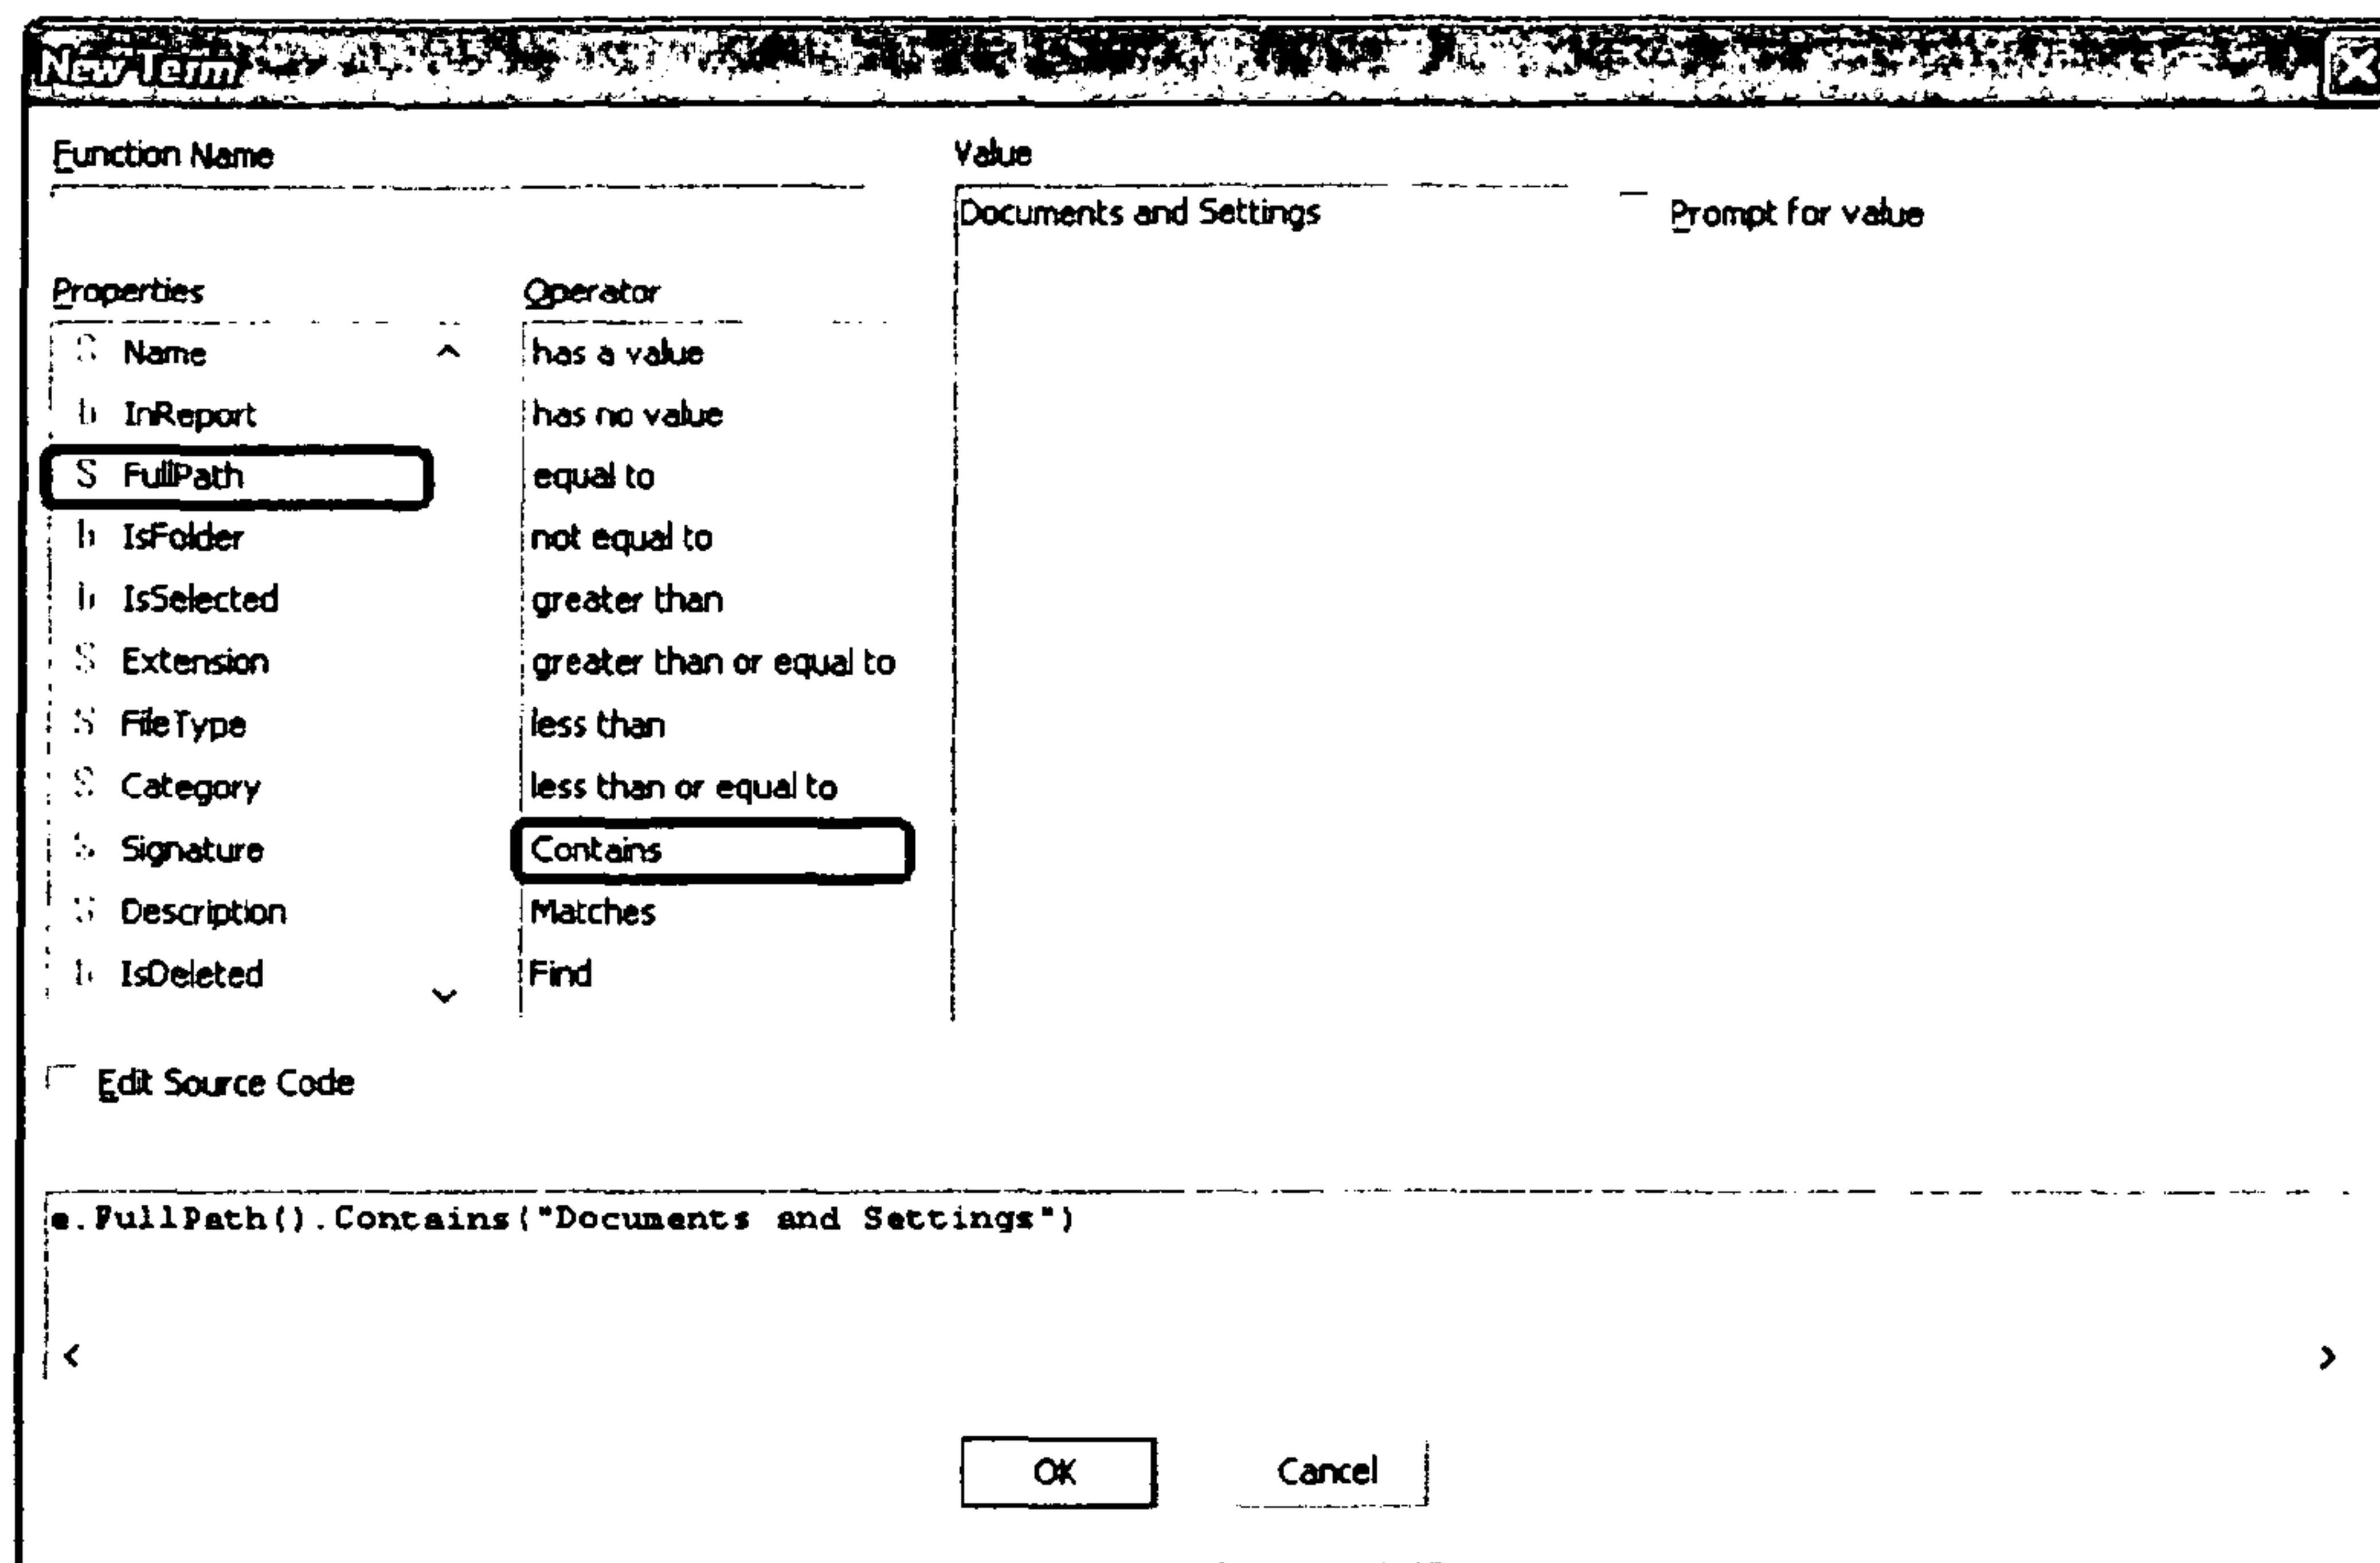 New Term
Function Name
Value
Documents and Settings
Prompt for value
Properties
Operator
S Name
has a value
b InReport
has no value
S FullPath
equal to
b IsFolder
not equal to
b IsSelected
greater than
S Extension
greater than or equal to
S FileType
less than
S Category
less than or equal to
S Signature
Contains
S Description
Matches
b IsDeleted
Find
Edit Source Code
e.FullPath().Contains("Documents and Settings")
OK
Cancel